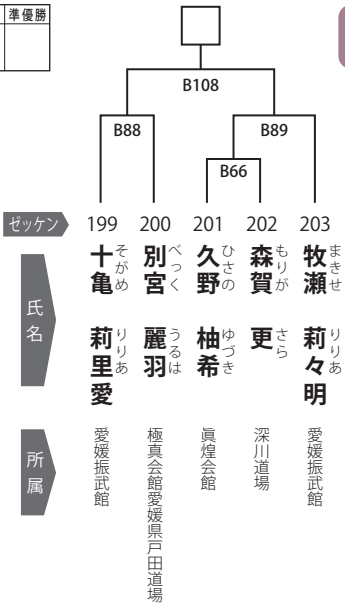 準優勝
B108
B88
B89
B66
ゼッケン
199
200
201
202
203
氏名
十亀 莉里愛
そがめ りりあ
別宮 麗羽
べっく うるは
久野 柚希
ひさの ゆづき
森賀 更
もりが さら
牧瀬 莉々明
まきせ りりあ
所属
愛媛振武館
極真会館愛媛県戸田道場
眞煌会館
深川道場
愛媛振武館